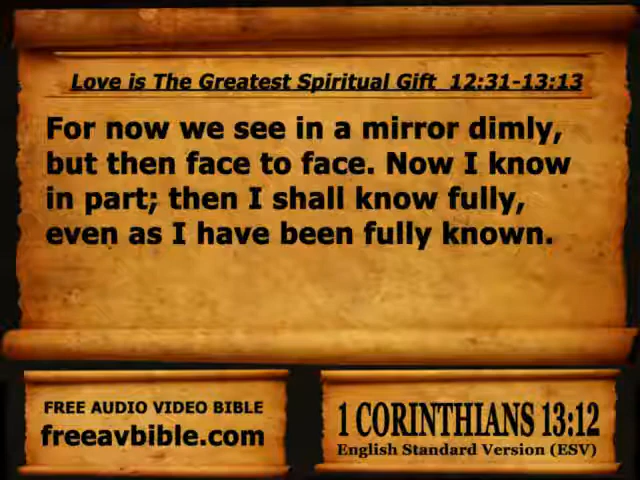 Love is The Greatest Spiritual Gift 12:31-13:13
For now we see in a mirror dimly,
but then face to face. Now I know
in part; then I shall know fully,
even as I have been fully known.
FREE AUDIO VIDEO BIBLE
freeavbible.com
1 CORINTHIANS 13:12
English Standard Version (ESV)